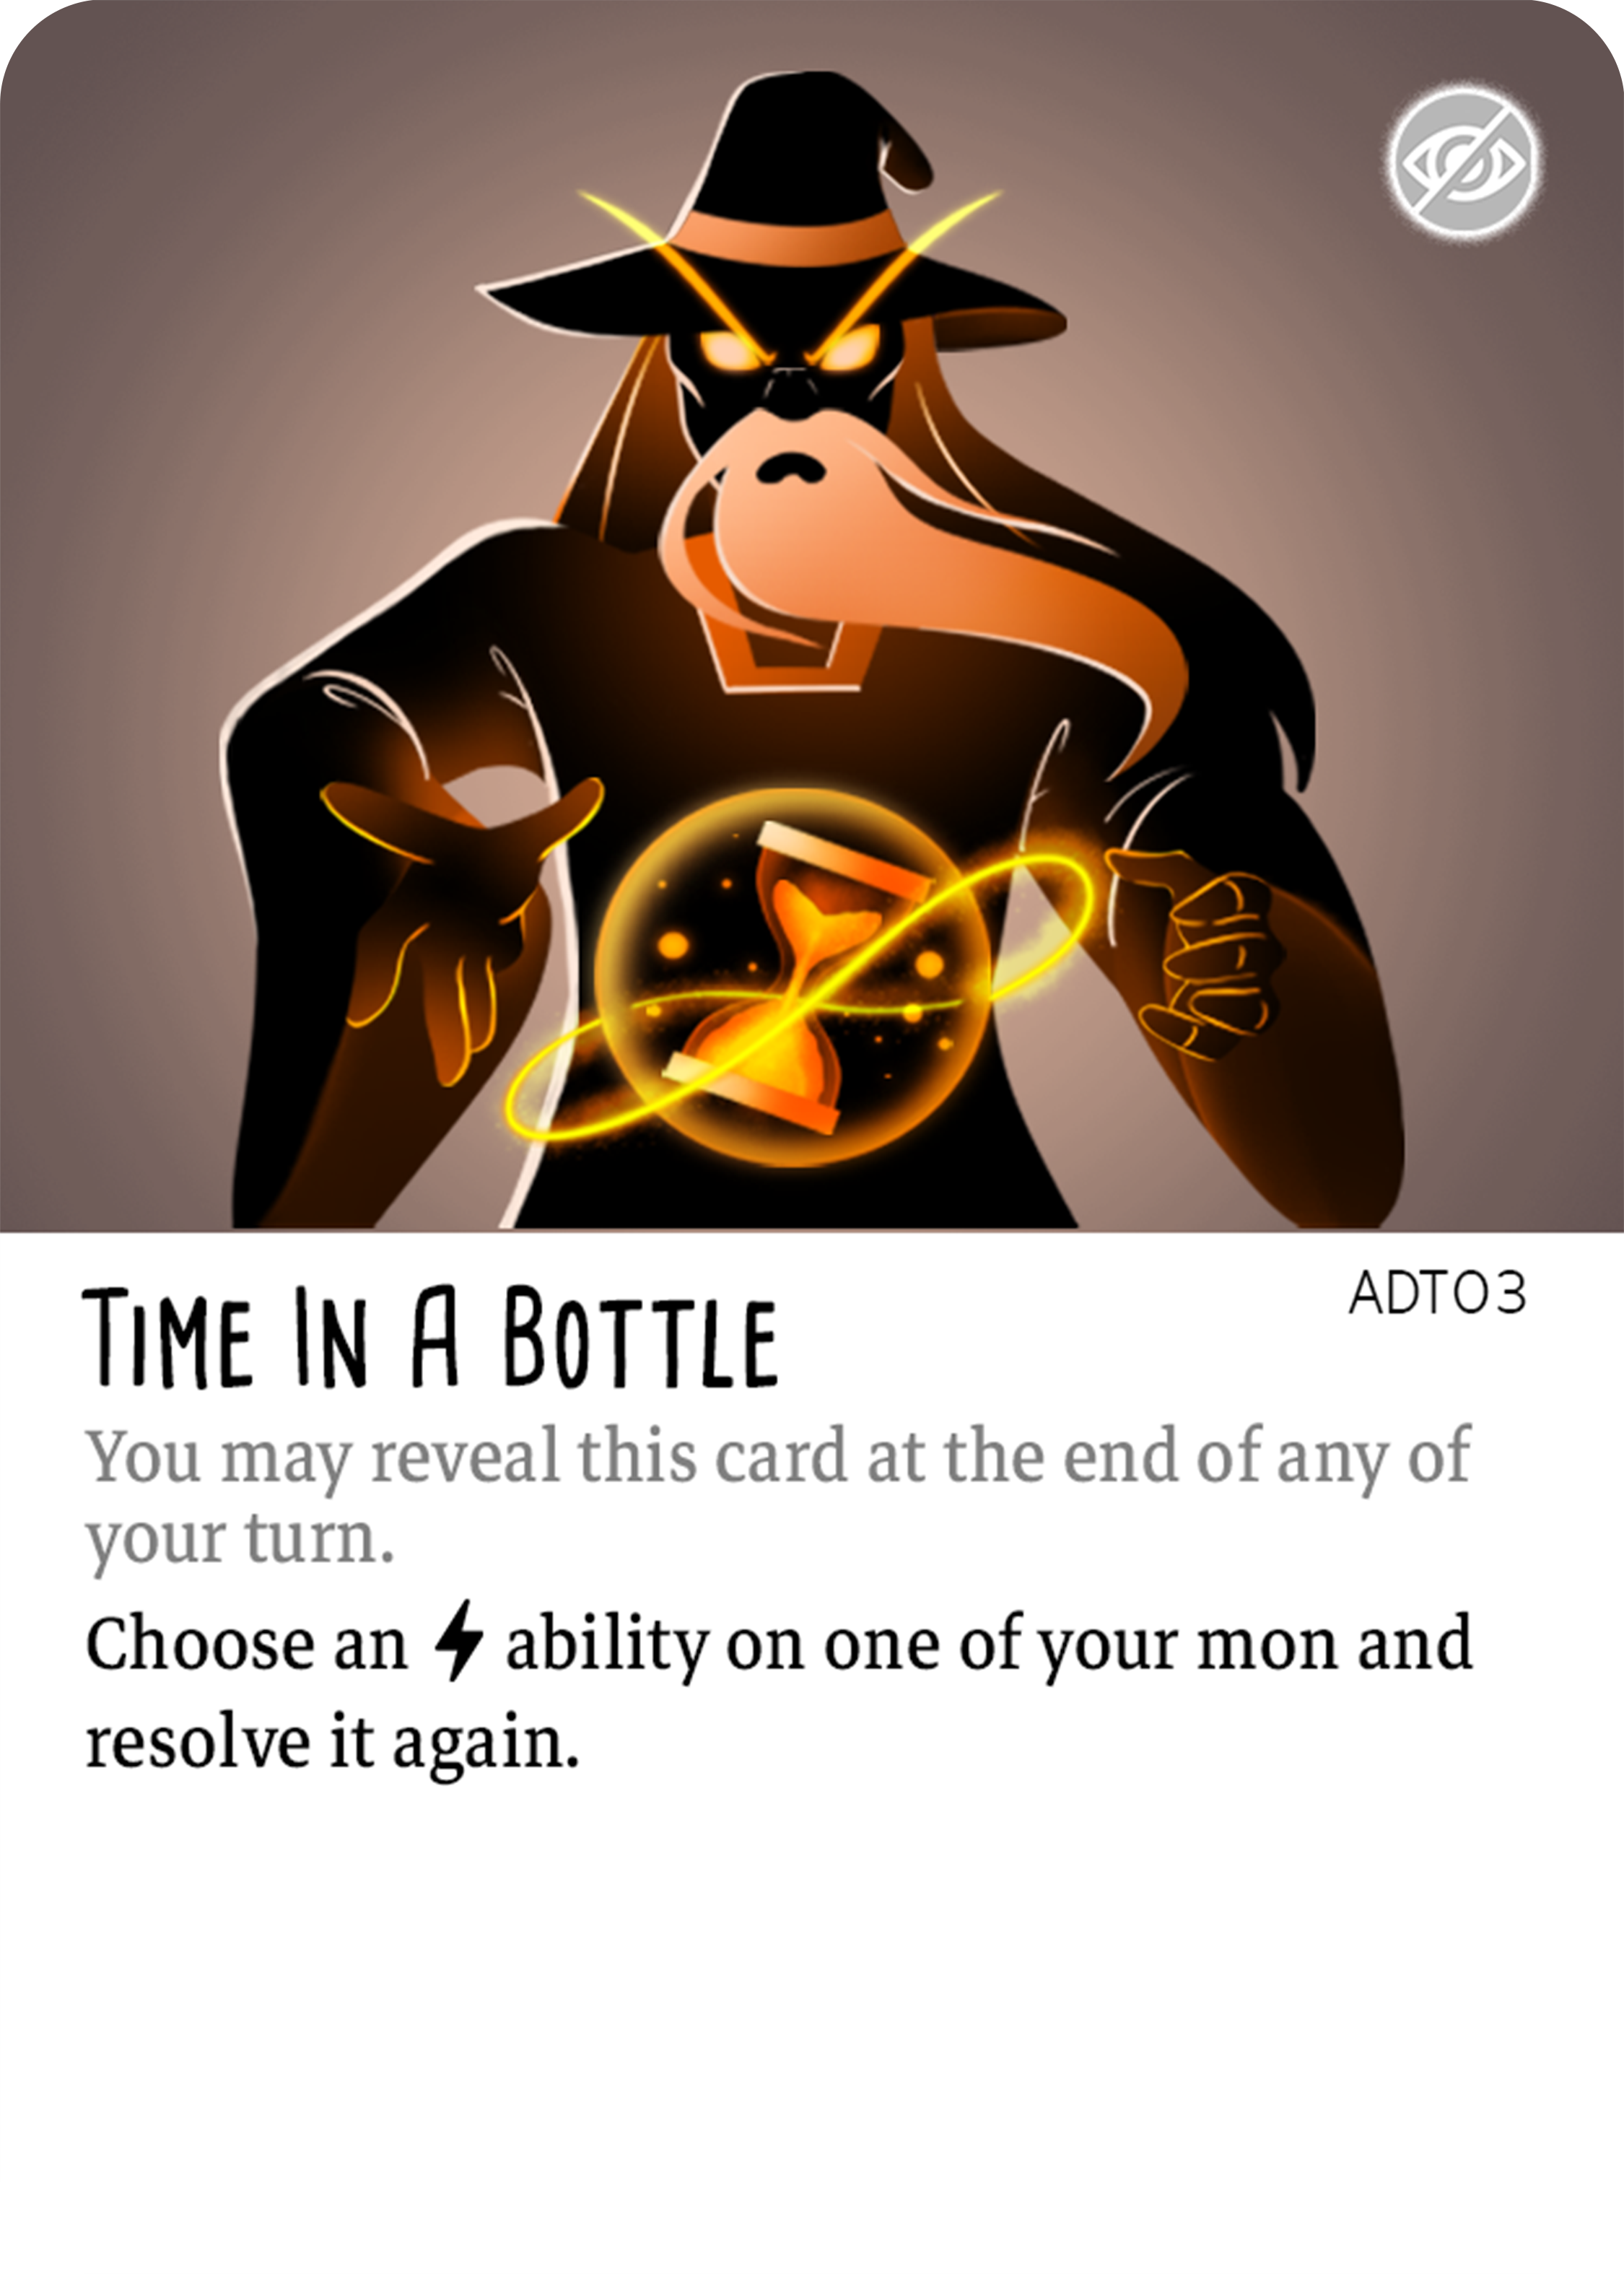 Time In A Bottle
ADT03
You may reveal this card at the end of any of
your turn.
Choose an ability on one of your mon and
resolve it again.